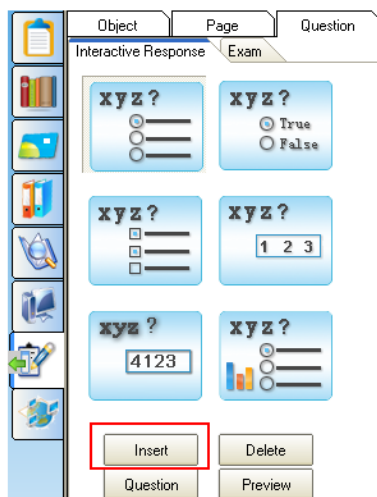 Object Page Question
Interactive Response Exam
xyz? xyz?
True
False
xyz? xyz?
1 2 3
xyz ? xyz?
4123
Insert Delete
Question Preview